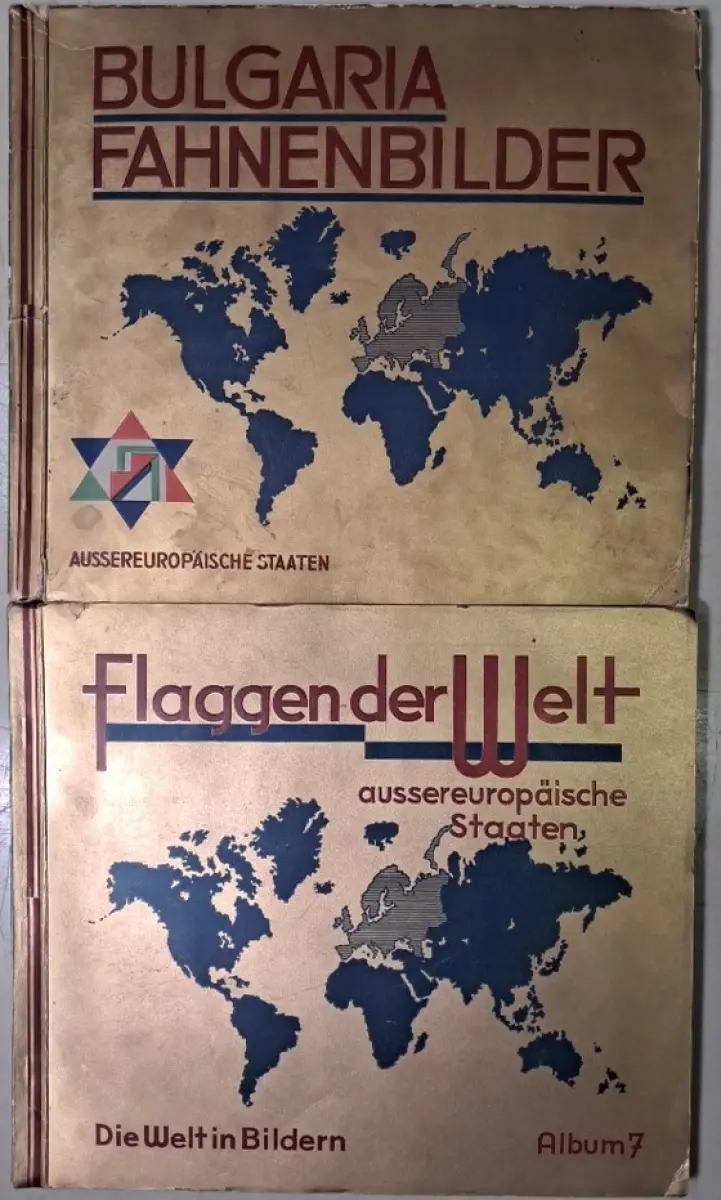 BULGARIA
FAHNENBILDER
AUSSEREUROPÄISCHE STAATEN
Flaggen der Welt
aussereuropäische
Staaten
Die Welt in Bildern
Album 7